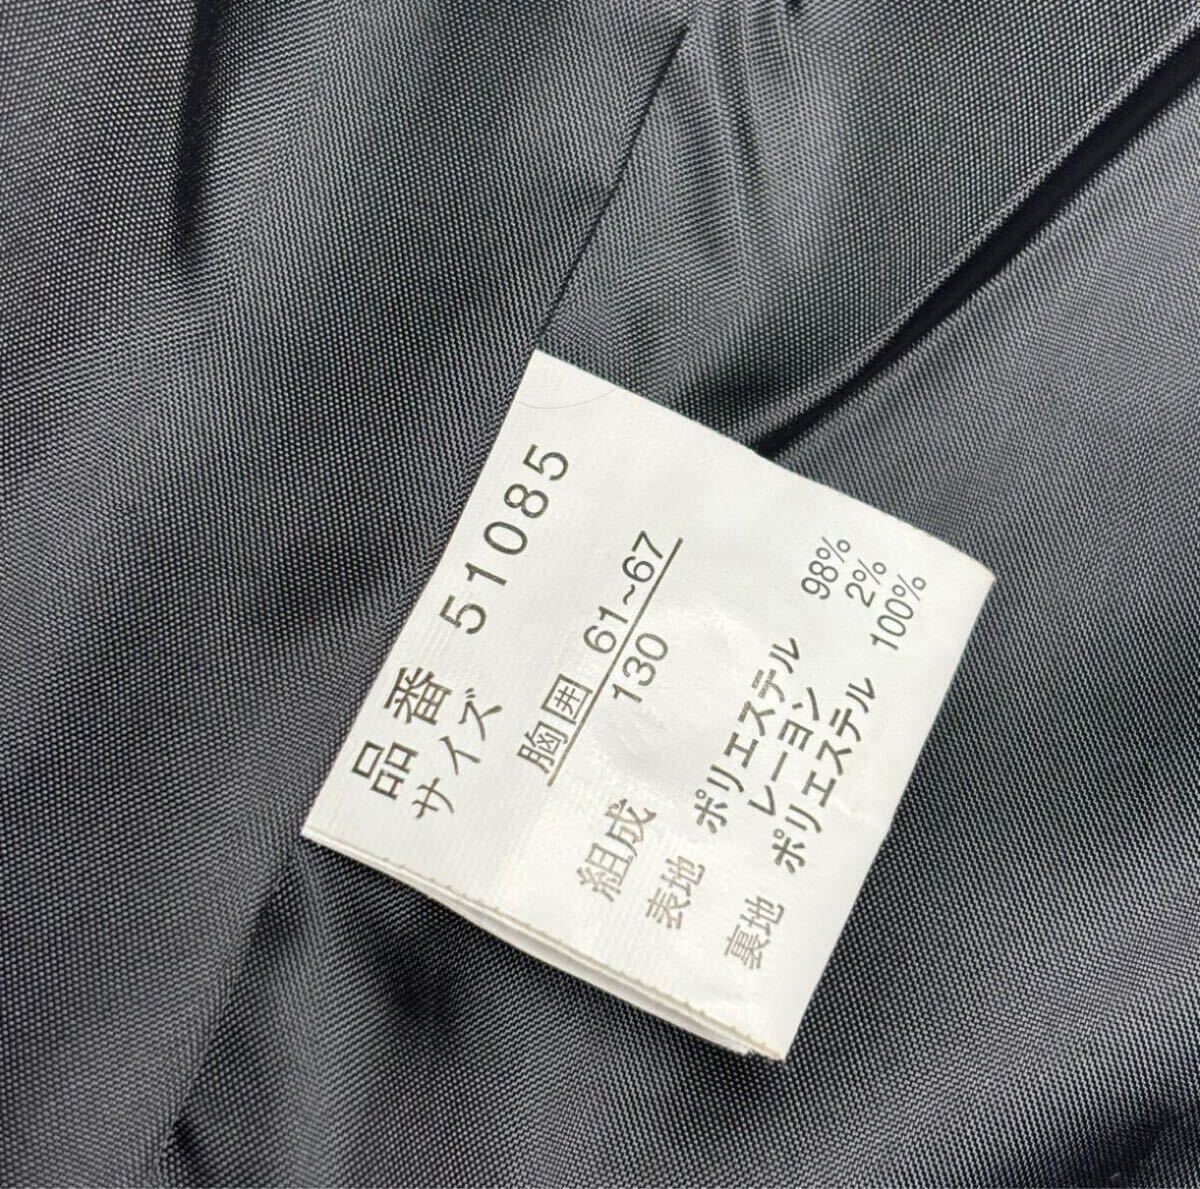 品番 51085
サイズ
胸囲 61~67
130
組成
表地 ポリエステル 98%
レーヨン 2%
裏地 ポリエステル 100%